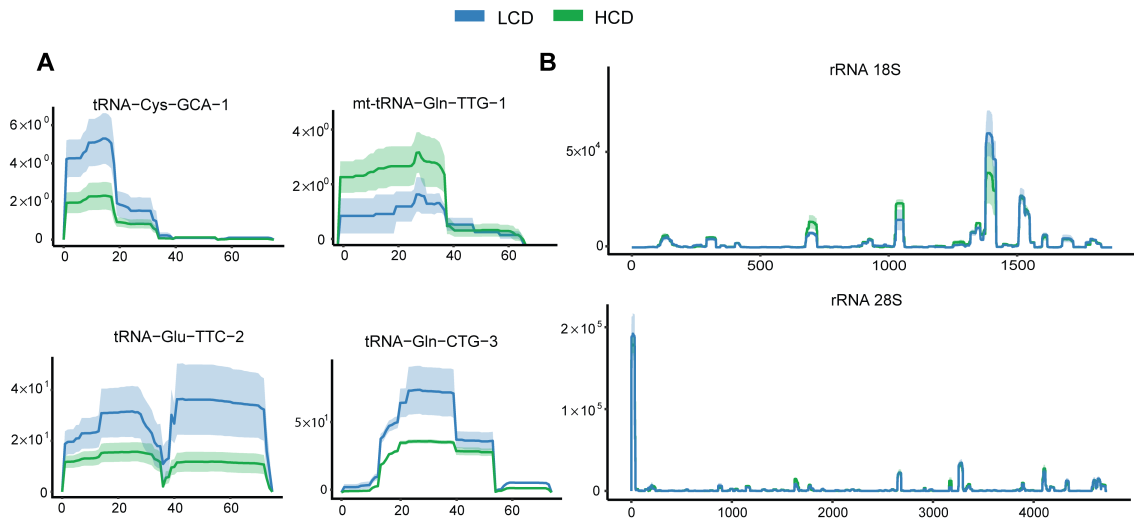 LCD HCD
A
B
tRNA−Cys−GCA−1
6×10⁰
4×10⁰
2×10⁰
0
0 20 40 60
mt-tRNA−Gln−TTG−1
4×10⁰
2×10⁰
0
0 20 40 60
rRNA 18S
5×10⁴
0
0 500 1000 1500
tRNA−Glu−TTC−2
4×10¹
2×10¹
0
0 20 40 60
tRNA−Gln−CTG−3
5×10¹
0
0 20 40 60
rRNA 28S
2×10⁵
1×10⁵
0
0 1000 2000 3000 4000